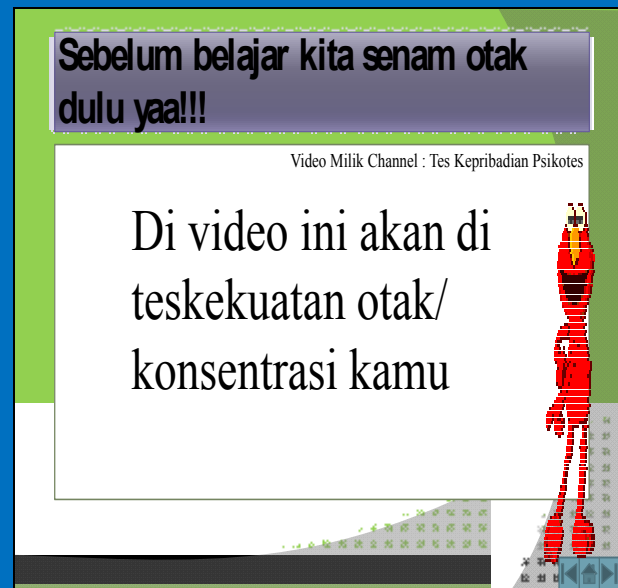 Sebelum belajar kita senam otak
dulu yaa!!!
Video Milik Channel : Tes Kepribadian Psikotes
Di video ini akan di
teskekuatan otak/
konsentrasi kamu